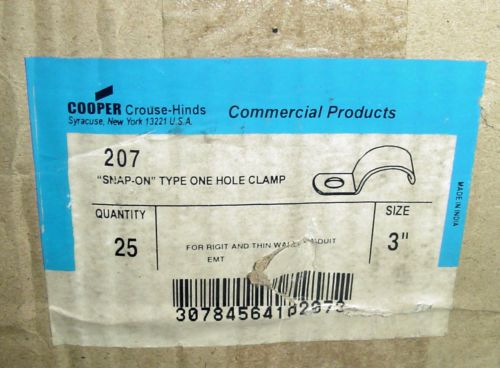 COOPER Crouse-Hinds
Syracuse, New York 13221 U.S.A.
Commercial Products
207
"SNAP-ON" TYPE ONE HOLE CLAMP
QUANTITY
25
SIZE
3"
FOR RIGIT AND THIN
EMT
MADE IN INDIA